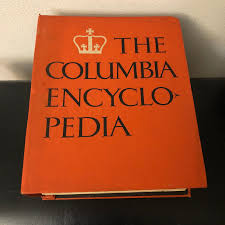 THE
COLUMBIA
ENCYCLO-
PEDIA